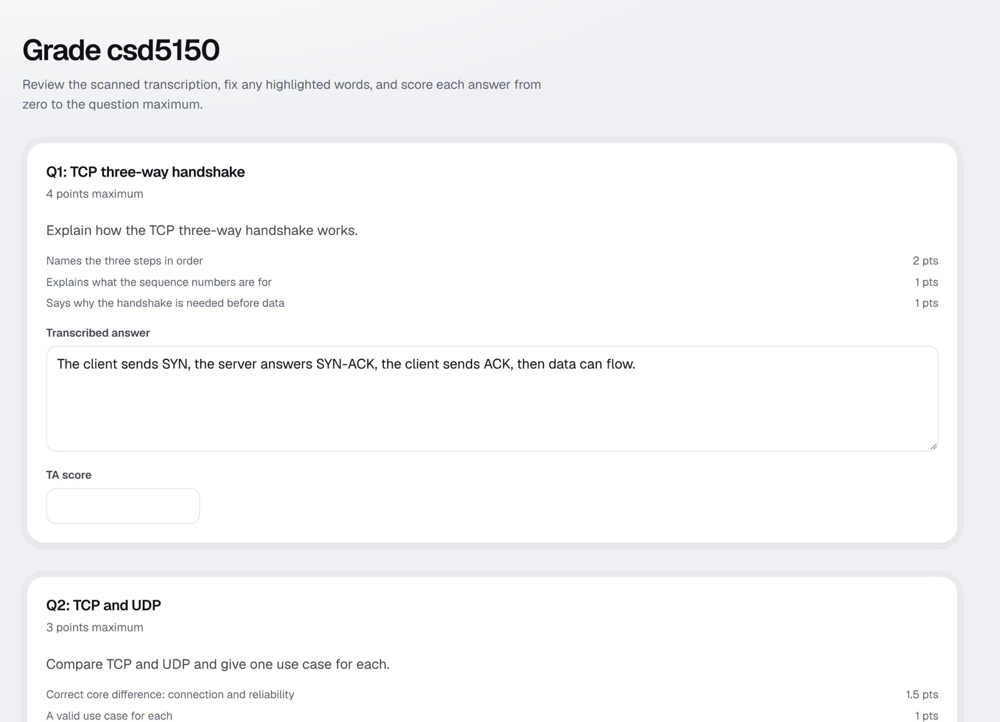 Grade csd5150
Review the scanned transcription, fix any highlighted words, and score each answer from
zero to the question maximum.
Q1: TCP three-way handshake
4 points maximum
Explain how the TCP three-way handshake works.
Names the three steps in order 2 pts
Explains what the sequence numbers are for 1 pts
Says why the handshake is needed before data 1 pts
Transcribed answer
The client sends SYN, the server answers SYN-ACK, the client sends ACK, then data can flow.
TA score
Q2: TCP and UDP
3 points maximum
Compare TCP and UDP and give one use case for each.
Correct core difference: connection and reliability 1.5 pts
A valid use case for each 1 pts